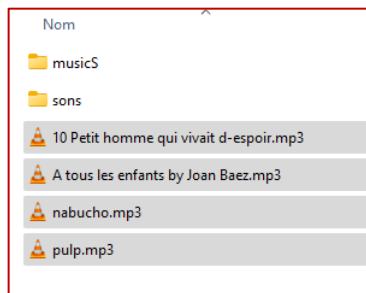 Nom
musicS
sons
10 Petit homme qui vivait d-espoir.mp3
A tous les enfants by Joan Baez.mp3
nabucho.mp3
pulp.mp3